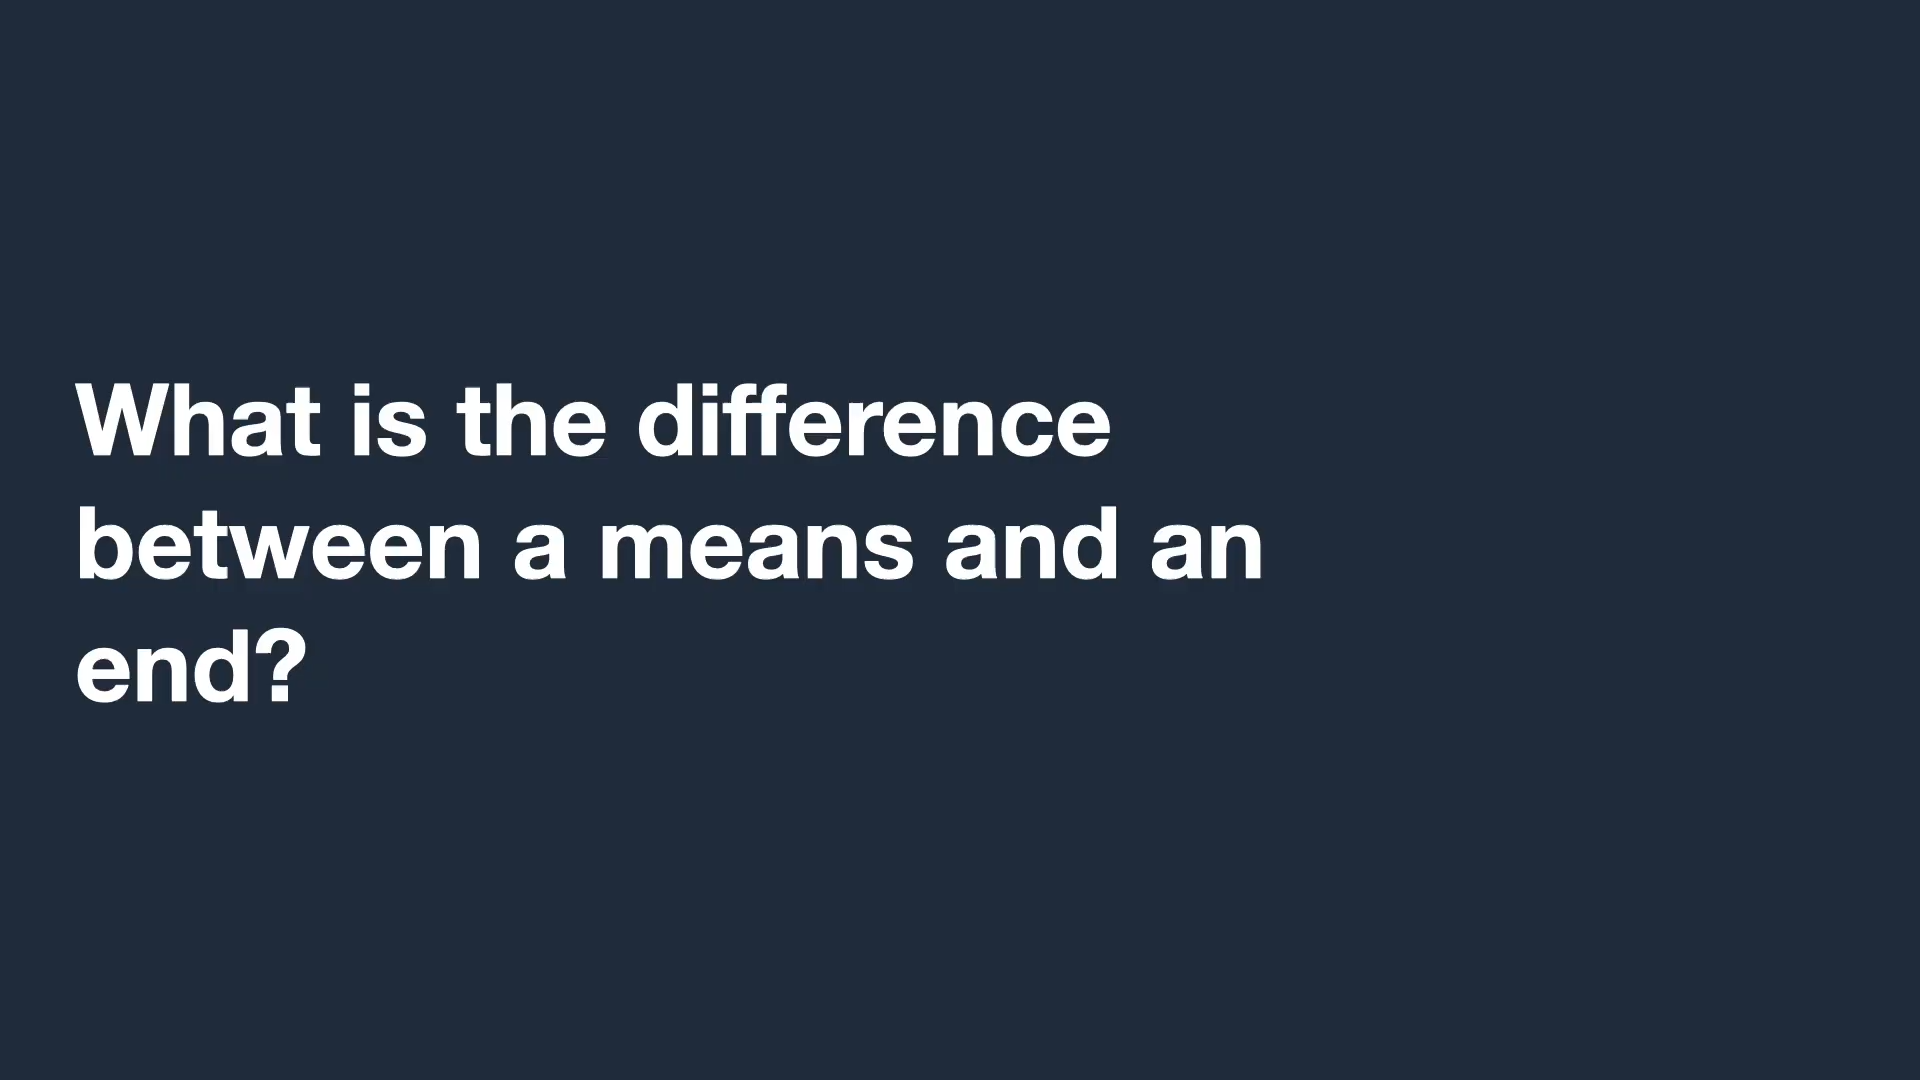 What is the difference
between a means and an
end?